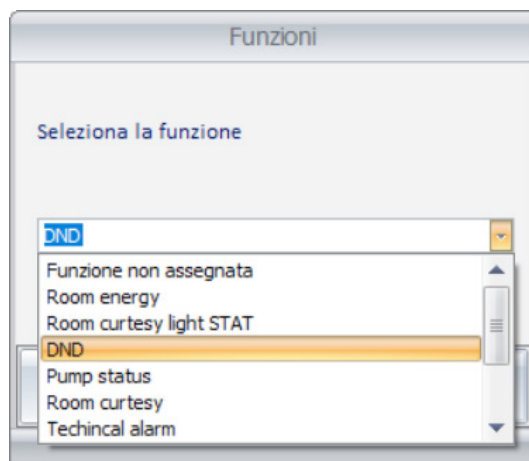 Funzioni
Seleziona la funzione
DND
Funzione non assegnata
Room energy
Room curtesy light STAT
DND
Pump status
Room curtesy
Techincal alarm